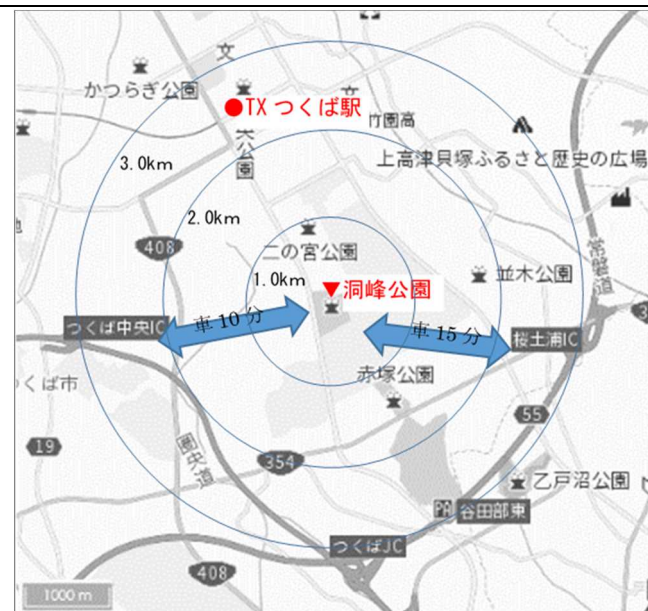 文
かつらぎ公園
TX つくば駅
文
竹園高
公園
3.0km
上高津貝塚ふるさと歴史の広場
2.0km
408
二の宮公園
1.0km
常磐道
洞峰公園
並木公園
車 10 分
車 15 分
つくば中央IC
桜土浦IC
つくば市
赤塚公園
55
19
圏央道
354
乙戸沼公園
PA 谷田部東
つくばJC
408
1000 m